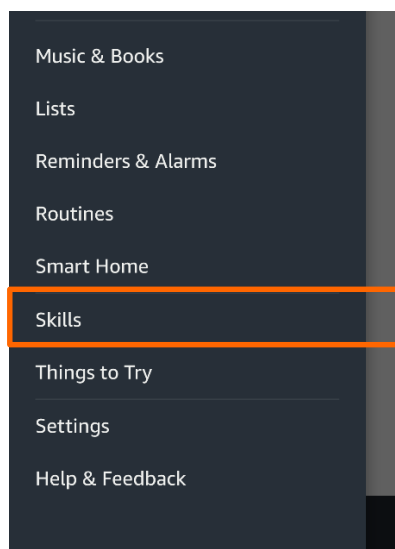 Music & Books
Lists
Reminders & Alarms
Routines
Smart Home
Skills
Things to Try
Settings
Help & Feedback